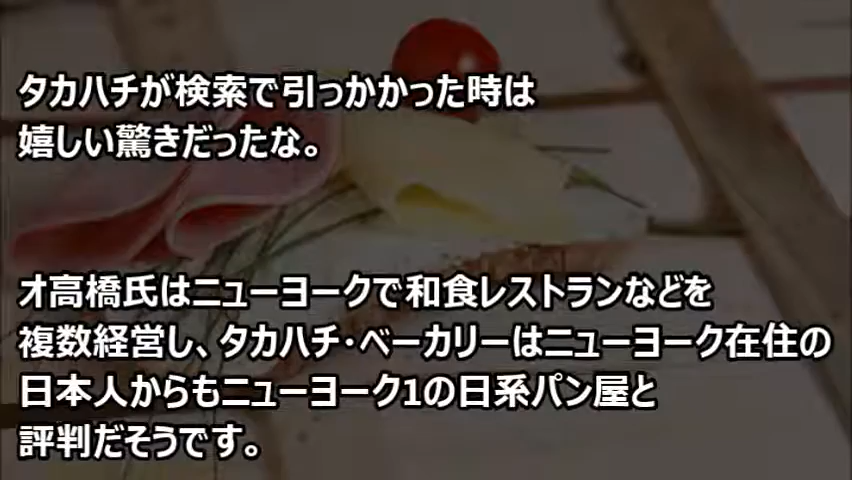 タカハチが検索で引っかかった時は
嬉しい驚きだったな。
オ高橋氏はニューヨークで和食レストランなどを
複数経営し、タカハチ・ベーカリーはニューヨーク在住の
日本人からもニューヨーク1の日系パン屋と
評判だそうです。